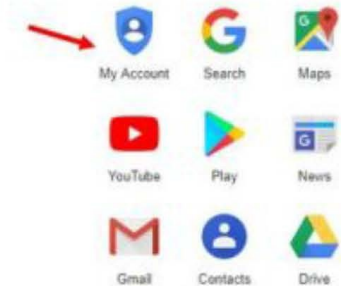 My Account Search Maps
G
YouTube Play News
Gmail Contacts Drive